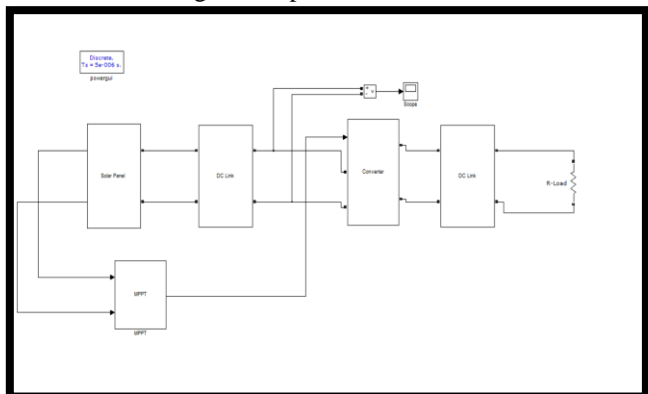 Discrete,
Ts = 5e-006 s.
powergui
Scope
Solar Panel
DC Link
Converter
DC Link
R-Load
MPPT
MPPT